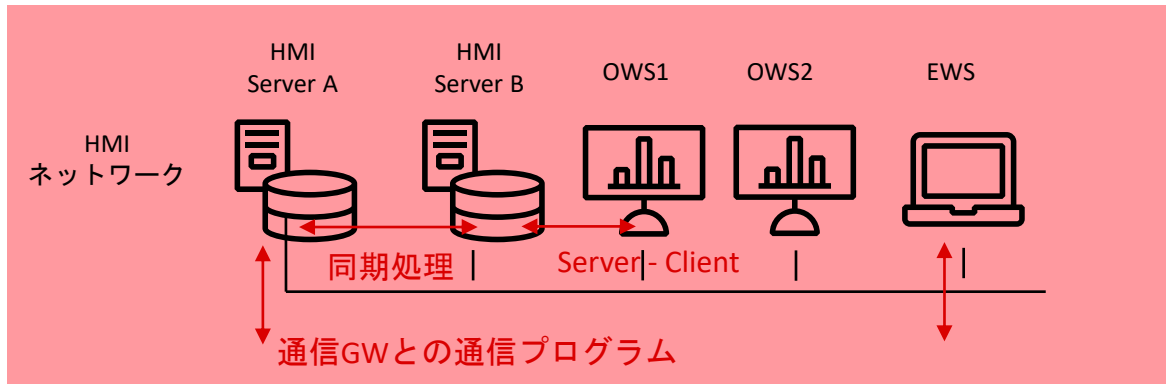 HMI
Server A
HMI
Server B
OWS1
OWS2
EWS
HMI
ネットワーク
同期処理
Server - Client
通信GWとの通信プログラム